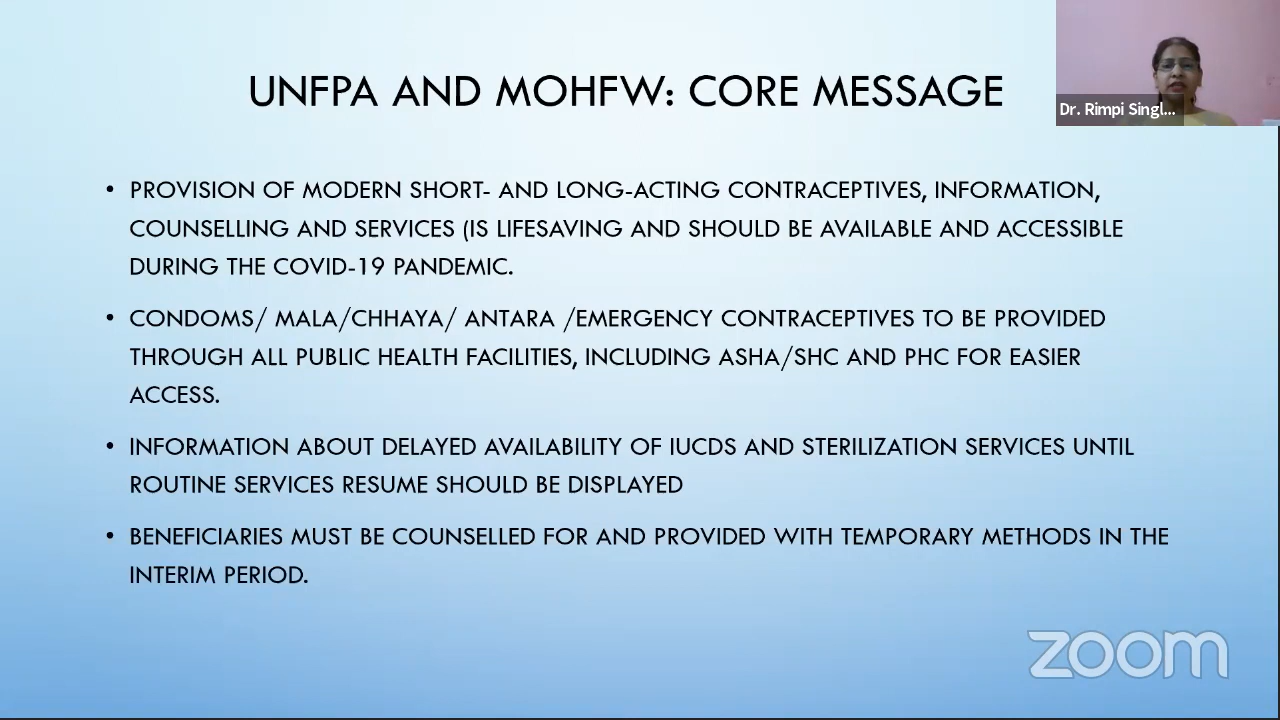 UNFPA AND MOHFW: CORE MESSAGE
Dr. Rimpi Singl...
• PROVISION OF MODERN SHORT- AND LONG-ACTING CONTRACEPTIVES, INFORMATION,
COUNSELLING AND SERVICES (IS LIFESAVING AND SHOULD BE AVAILABLE AND ACCESSIBLE
DURING THE COVID-19 PANDEMIC.
• CONDOMS/ MALA/CHHAYA/ ANTARA /EMERGENCY CONTRACEPTIVES TO BE PROVIDED
THROUGH ALL PUBLIC HEALTH FACILITIES, INCLUDING ASHA/SHC AND PHC FOR EASIER
ACCESS.
• INFORMATION ABOUT DELAYED AVAILABILITY OF IUCDS AND STERILIZATION SERVICES UNTIL
ROUTINE SERVICES RESUME SHOULD BE DISPLAYED
• BENEFICIARIES MUST BE COUNSELLED FOR AND PROVIDED WITH TEMPORARY METHODS IN THE
INTERIM PERIOD.
zoom